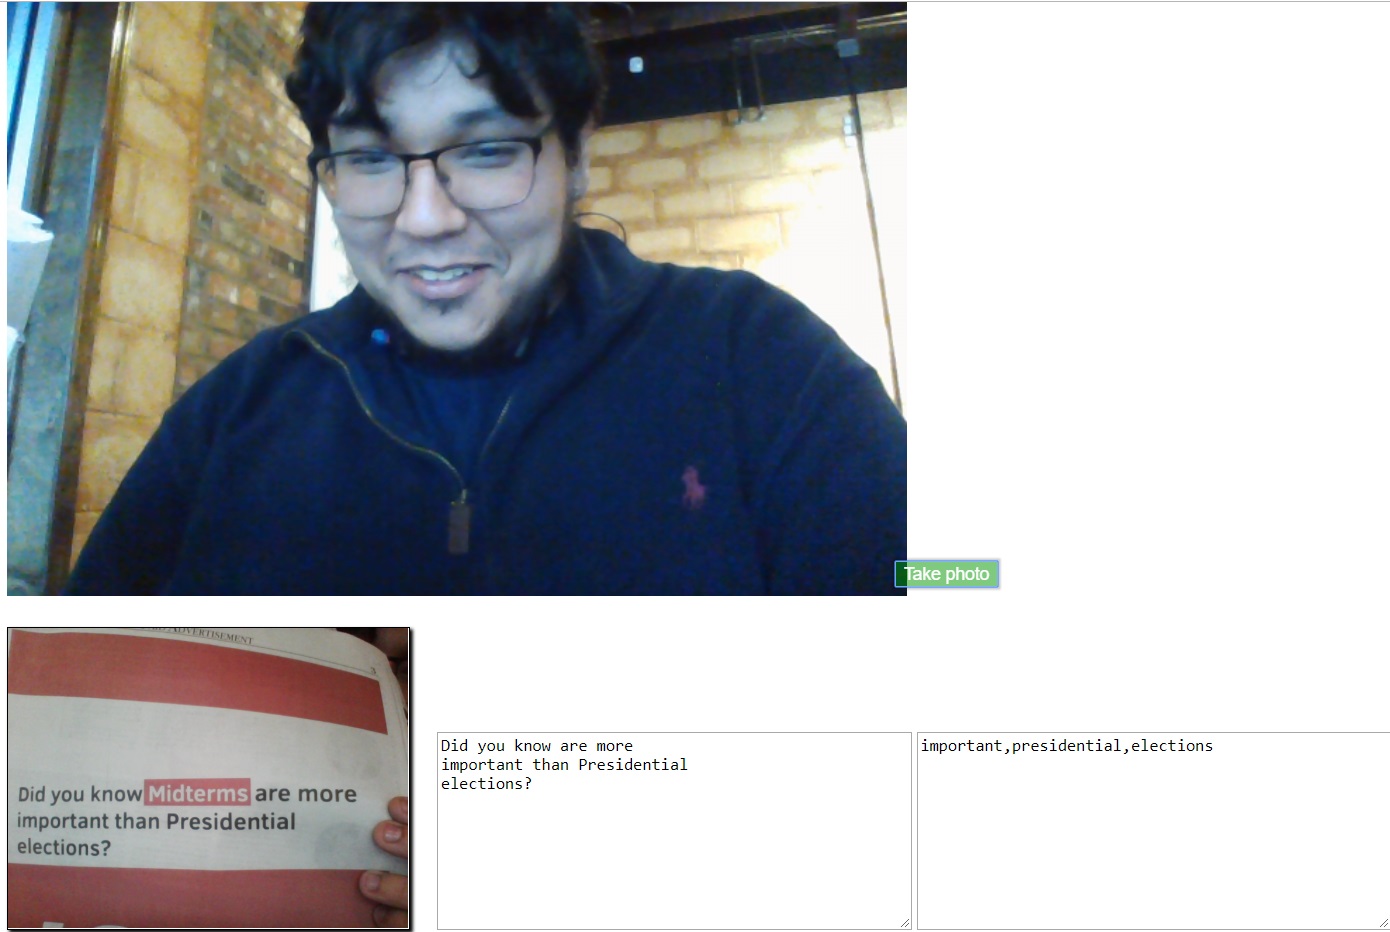 Take photo
ADVERTISEMENT
3
Did you know Midterms are more
important than Presidential
elections?
Did you know are more
important than Presidential
elections?
important,presidential,elections